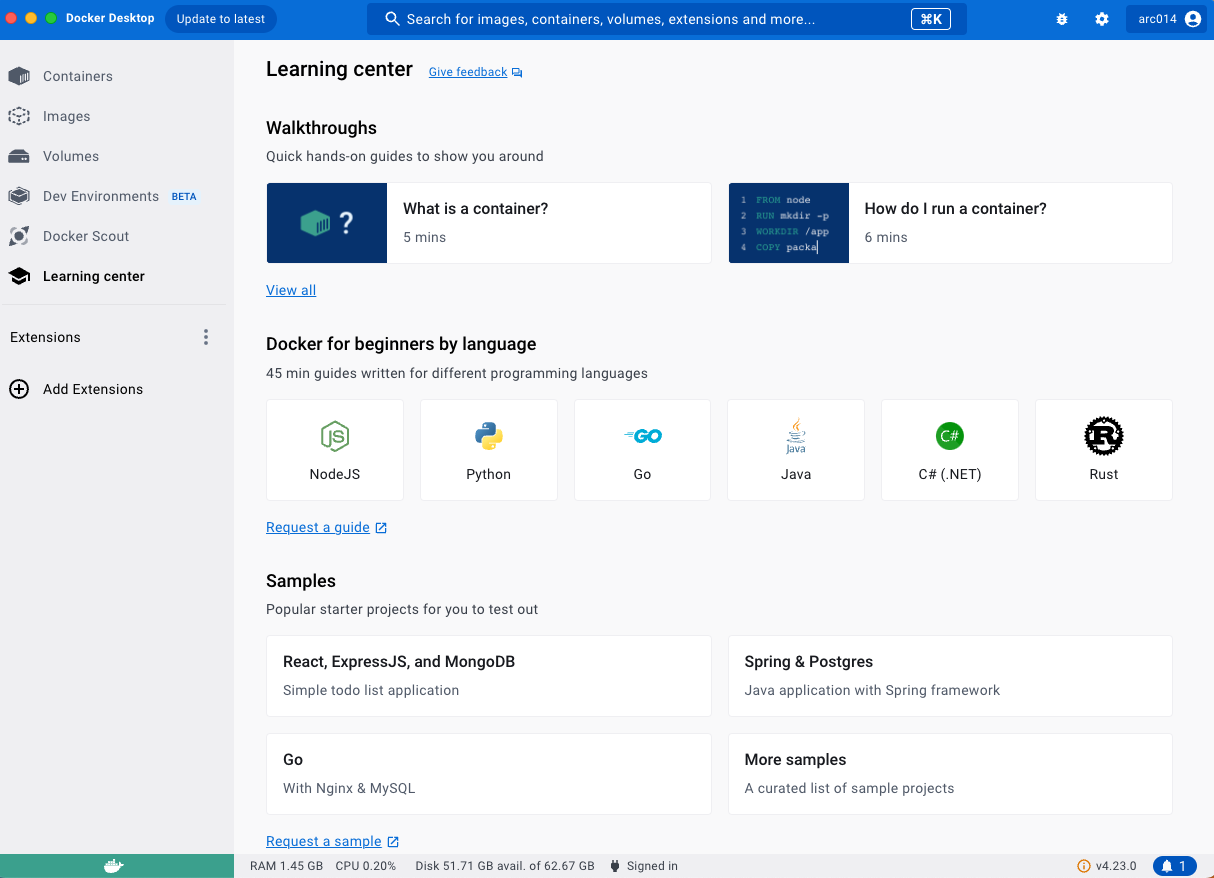 Docker Desktop
Update to latest
Search for images, containers, volumes, extensions and more...
⌘K
arc014
Containers
Images
Volumes
Dev Environments BETA
Docker Scout
Learning center
Extensions
Add Extensions
Learning center
Give feedback
Walkthroughs
Quick hands-on guides to show you around
?
What is a container?
5 mins
1 FROM node
2 RUN mkdir -p
3 WORKDIR /app
4 COPY packa
How do I run a container?
6 mins
View all
Docker for beginners by language
45 min guides written for different programming languages
JS
NodeJS
Python
GO
Go
Java
Java
C#
C# (.NET)
R
Rust
Request a guide
Samples
Popular starter projects for you to test out
React, ExpressJS, and MongoDB
Simple todo list application
Spring & Postgres
Java application with Spring framework
Go
With Nginx & MySQL
More samples
A curated list of sample projects
Request a sample
RAM 1.45 GB CPU 0.20% Disk 51.71 GB avail. of 62.67 GB Signed in
v4.23.0
1